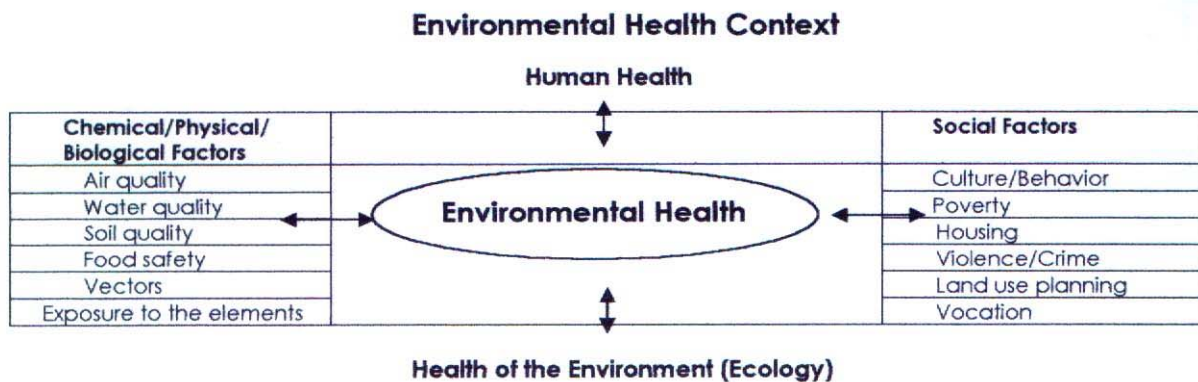 Environmental Health Context
Human Health
Chemical/Physical/
Biological Factors
Air quality
Water quality
Soil quality
Food safety
Vectors
Exposure to the elements
Environmental Health
Social Factors
Culture/Behavior
Poverty
Housing
Violence/Crime
Land use planning
Vocation
Health of the Environment (Ecology)